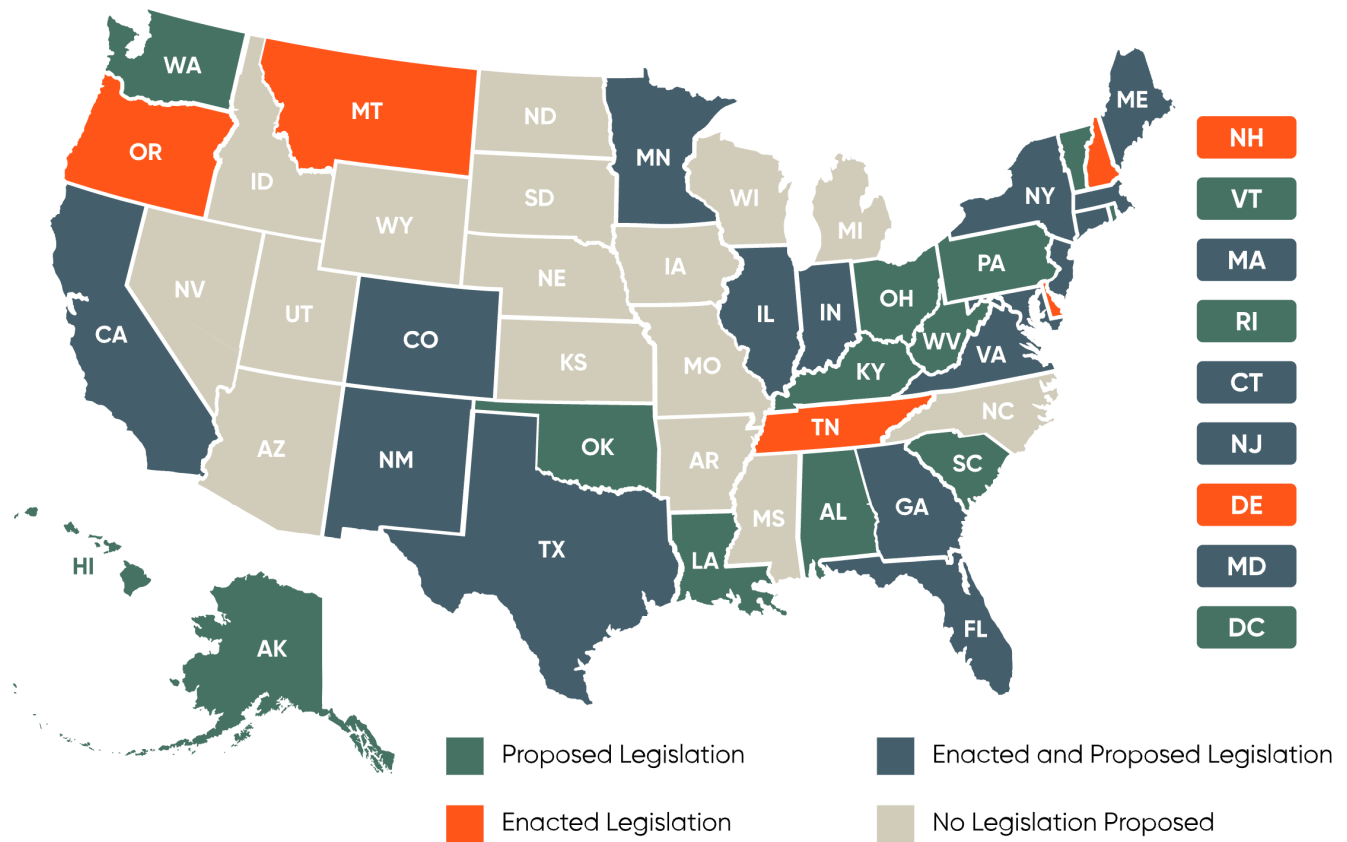 WA
MT
ND
MN
ME
OR
ID
SD
WI
MI
NY
WY
NH
VT
MA
RI
CT
NJ
DE
MD
DC
NV
UT
NE
IA
PA
CA
CO
KS
MO
IL
IN
OH
WV
VA
KY
AZ
NM
OK
AR
TN
NC
SC
TX
LA
MS
AL
GA
FL
HI
AK
Proposed Legislation
Enacted and Proposed Legislation
Enacted Legislation
No Legislation Proposed